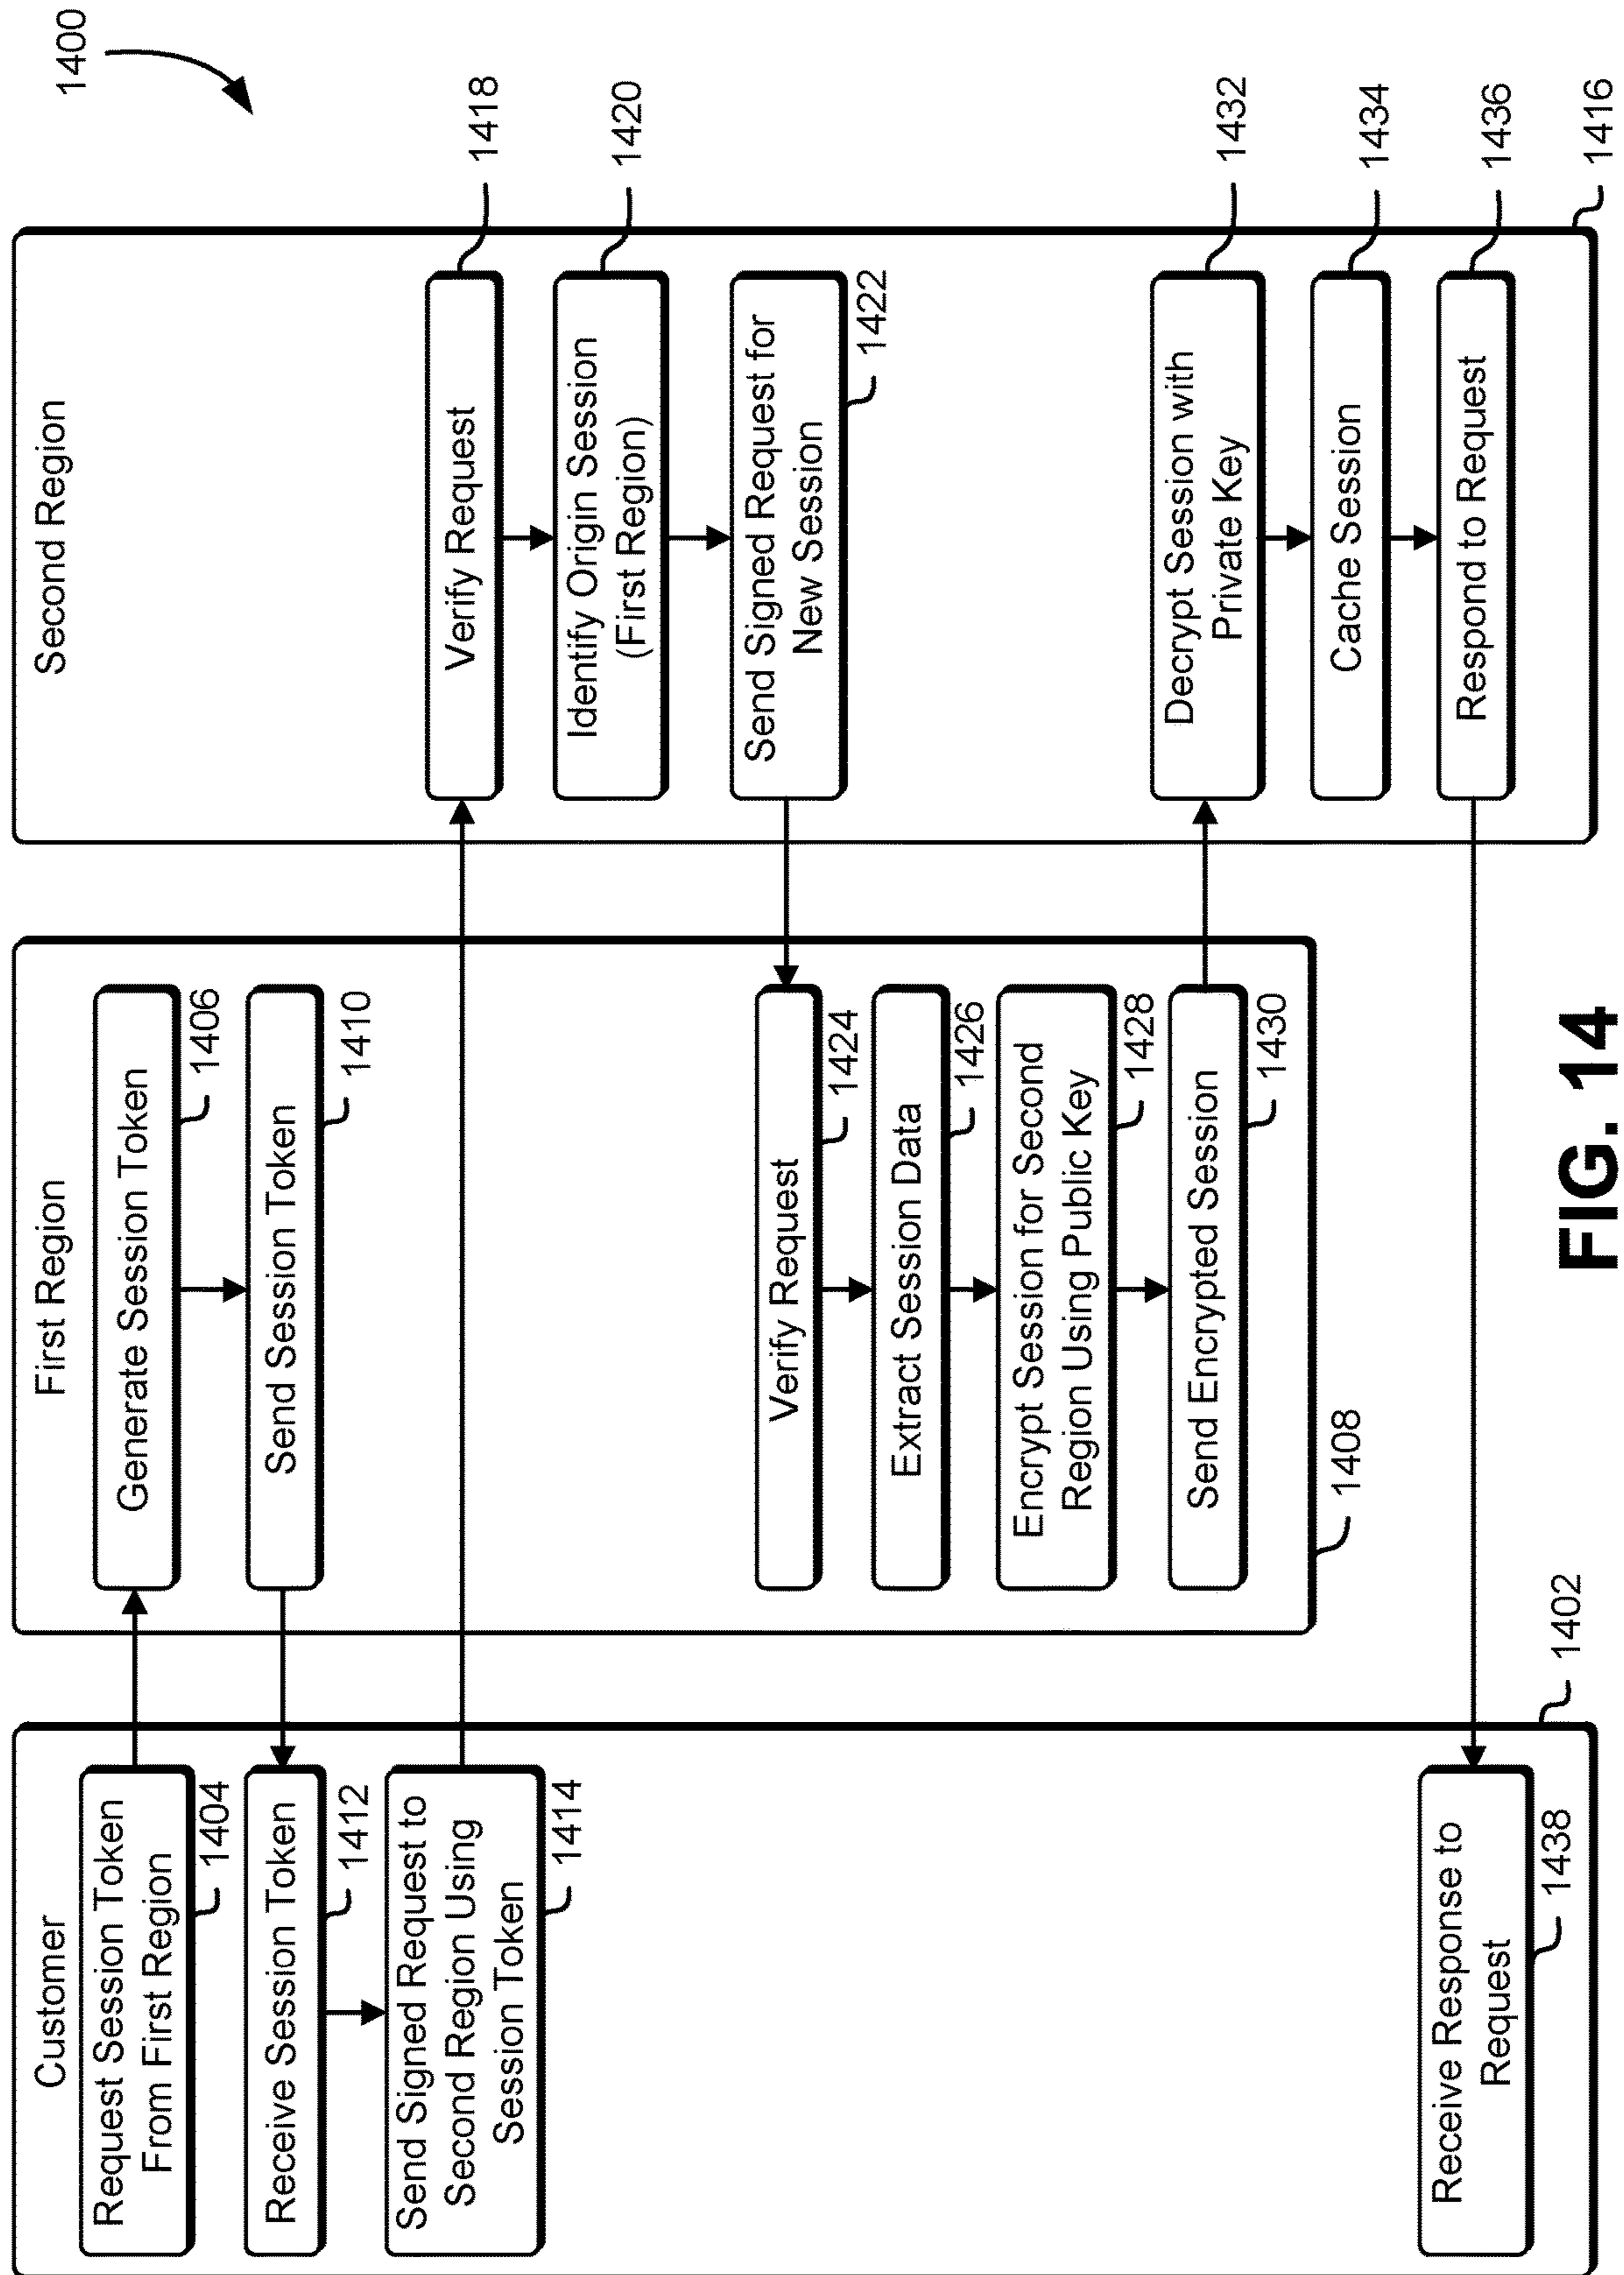 1400
Customer
Request Session Token
From First Region
1404
Receive Session Token
1412
Send Signed Request to
Second Region Using
Session Token
1414
Receive Response to
Request
1438
1402
First Region
Generate Session Token
1406
Send Session Token
1410
Verify Request
1424
Extract Session Data
1426
Encrypt Session for Second
Region Using Public Key
1428
Send Encrypted Session
1430
1408
Second Region
Verify Request
1418
Identify Origin Session
(First Region)
1420
Send Signed Request for
New Session
1422
Decrypt Session with
Private Key
1432
Cache Session
1434
Respond to Request
1436
1416
FIG. 14